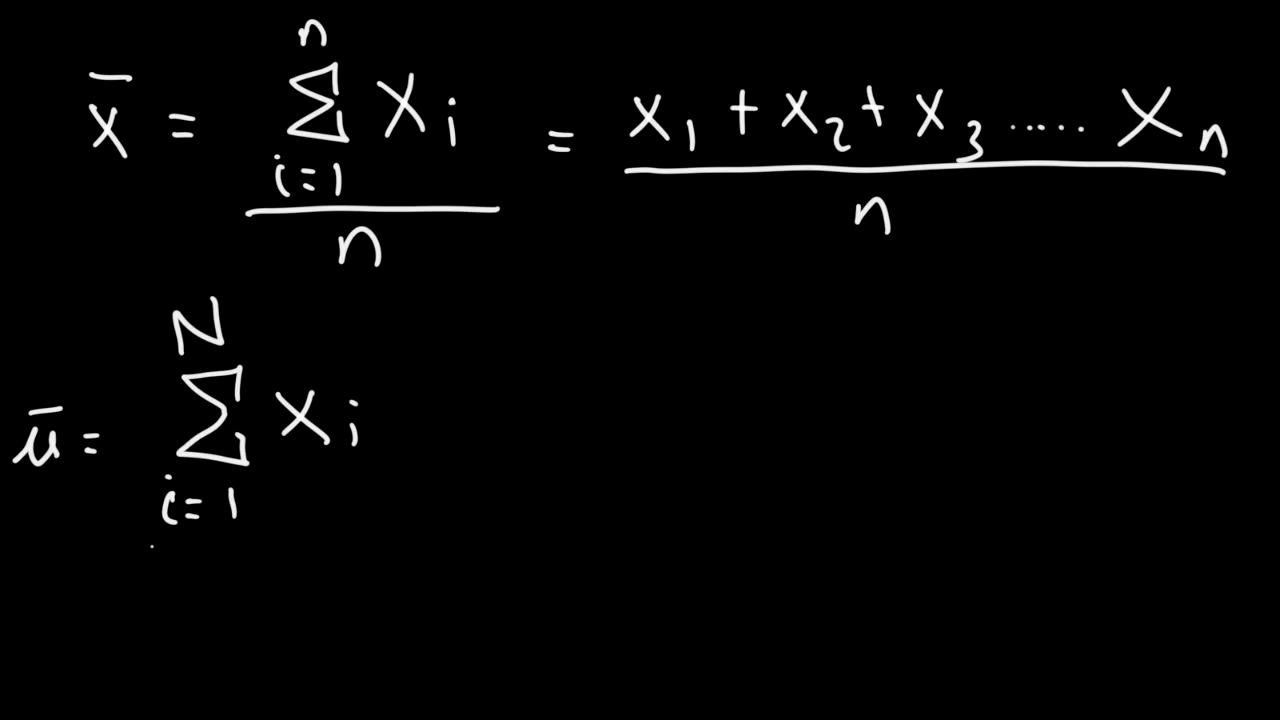 x̄ = ∑_{i=1}^{n} x_i / n = x_1 + x_2 + x_3 ...... x_n / n
μ̄ = ∑_{i=1}^{N} x_i